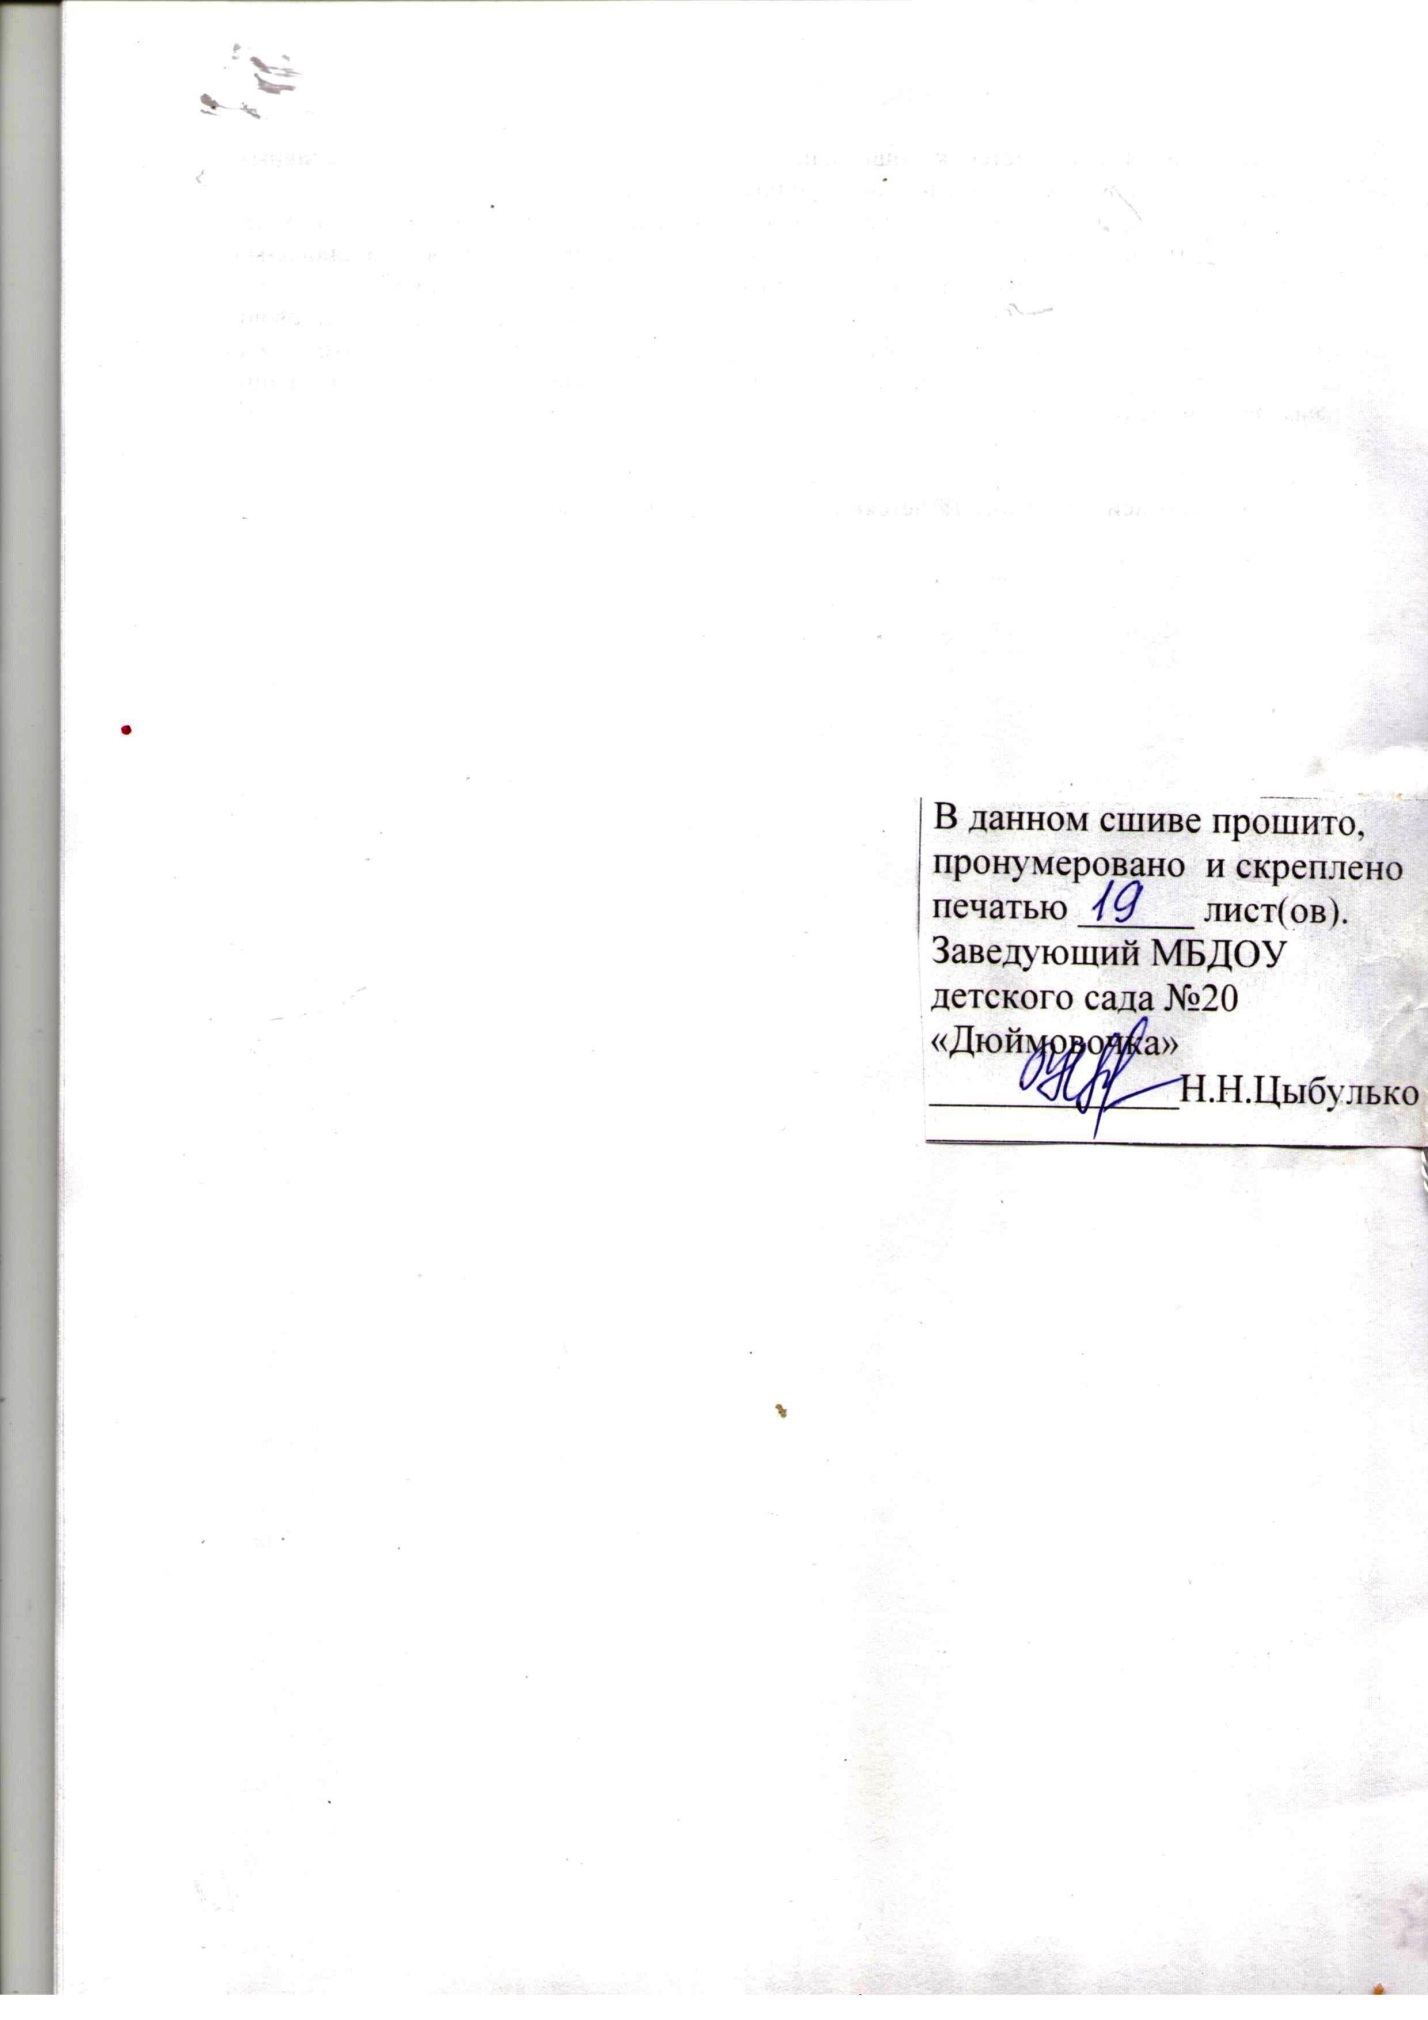 В данном сшиве прошито,
пронумеровано и скреплено
печатью 19 лист(ов).
Заведующий МБДОУ
детского сада №20
«Дюймовочка»
Н.Н.Цыбулько